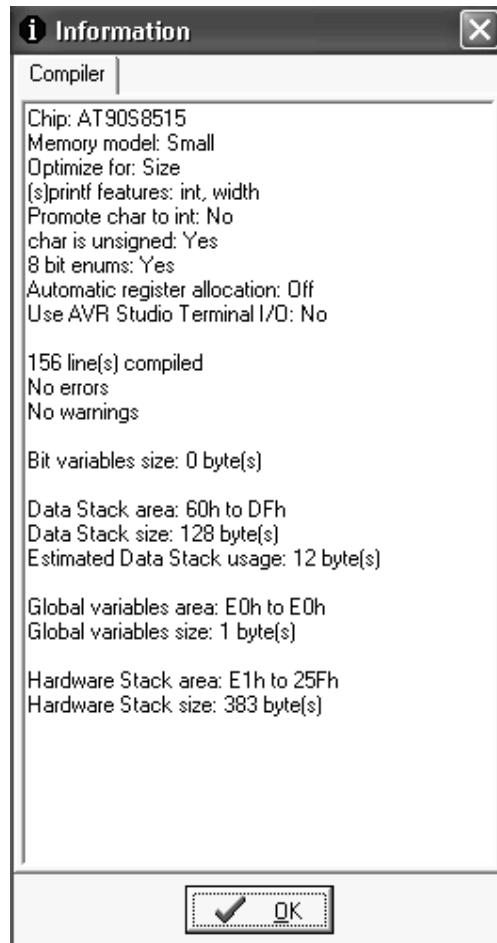 Information
Compiler
Chip: AT90S8515
Memory model: Small
Optimize for: Size
(s)printf features: int, width
Promote char to int: No
char is unsigned: Yes
8 bit enums: Yes
Automatic register allocation: Off
Use AVR Studio Terminal I/O: No
156 line(s) compiled
No errors
No warnings
Bit variables size: 0 byte(s)
Data Stack area: 60h to DFh
Data Stack size: 128 byte(s)
Estimated Data Stack usage: 12 byte(s)
Global variables area: E0h to E0h
Global variables size: 1 byte(s)
Hardware Stack area: E1h to 25Fh
Hardware Stack size: 383 byte(s)
OK